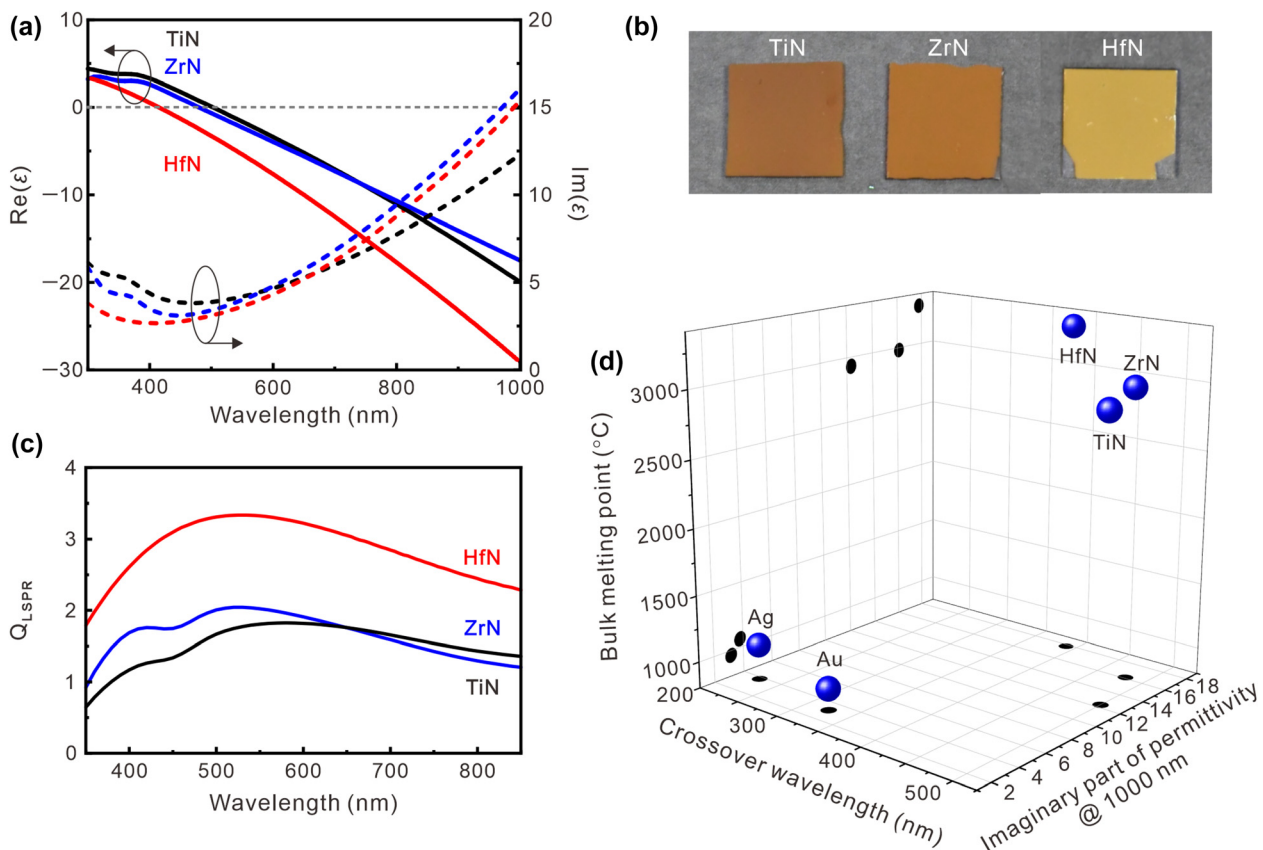 (a)
10
0
−10
−20
−30
Re(ε)
20
15
10
5
0
Im(ε)
400
600
800
1000
Wavelength (nm)
TiN
ZrN
HfN
(b)
TiN
ZrN
HfN
(c)
4
3
2
1
0
Q_LSPR
400
500
600
700
800
Wavelength (nm)
HfN
ZrN
TiN
(d)
3000
2500
2000
1500
1000
Bulk melting point (°C)
200
300
400
500
Crossover wavelength (nm)
2
4
6
8
10
12
14
16
18
Imaginary part of permittivity
@ 1000 nm
HfN
ZrN
TiN
Ag
Au